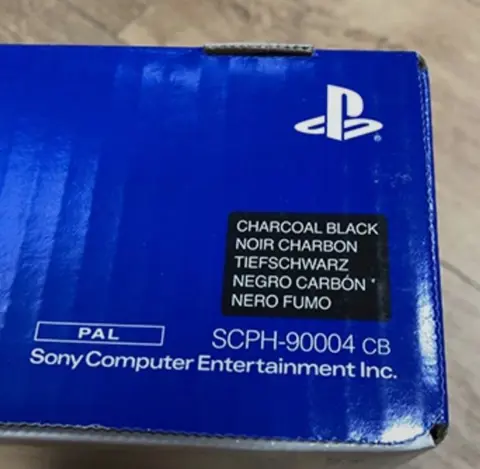 CHARCOAL BLACK
NOIR CHARBON
TIEFSCHWARZ
NEGRO CARBÓN *
NERO FUMO
PAL
SCPH-90004 CB
Sony Computer Entertainment Inc.